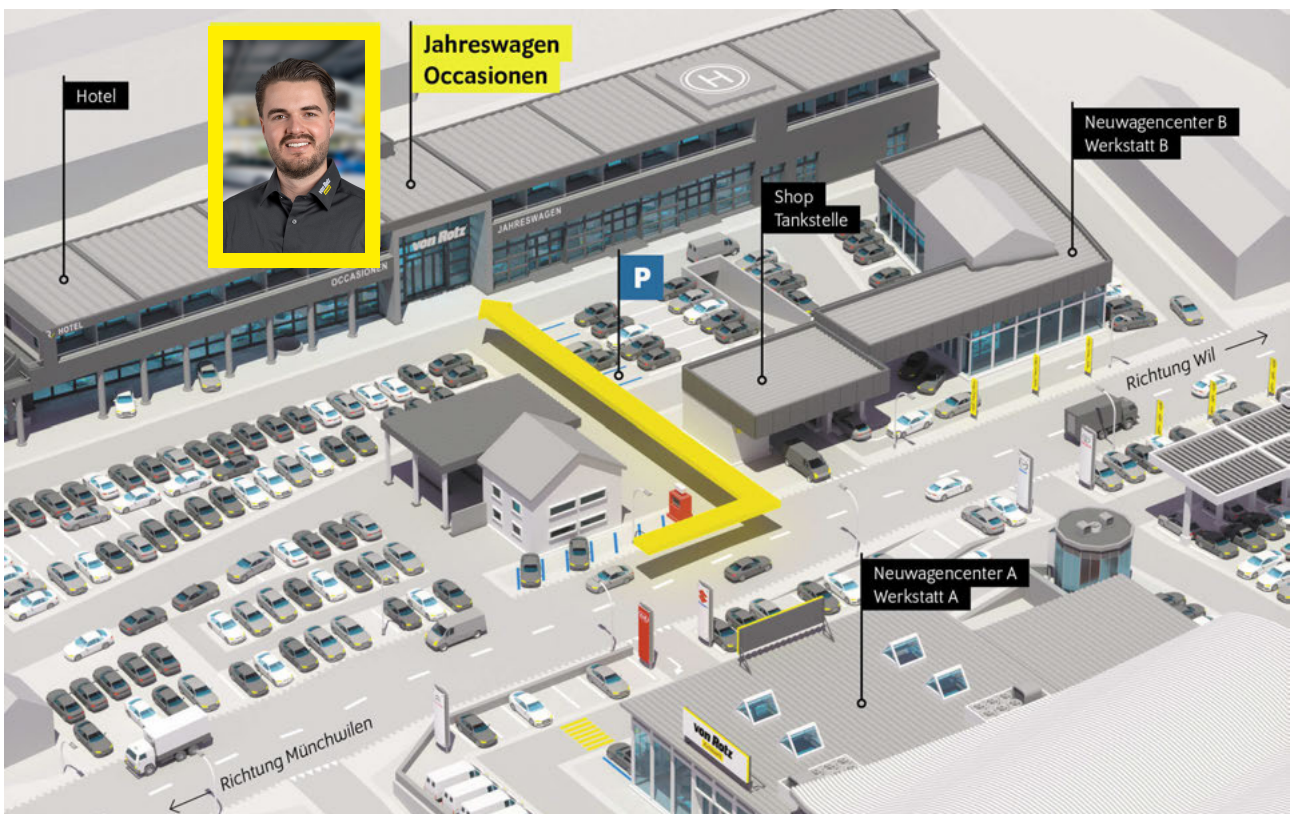 Hotel
Jahreswagen
Occasionen
Neuwagencenter B
Werkstatt B
Shop
Tankstelle
P
H
von Rotz
JAHRESWAGEN
OCCASIONEN
HOTEL
Richtung Wil
Neuwagencenter A
Werkstatt A
von Rotz
Richtung Münchwilen